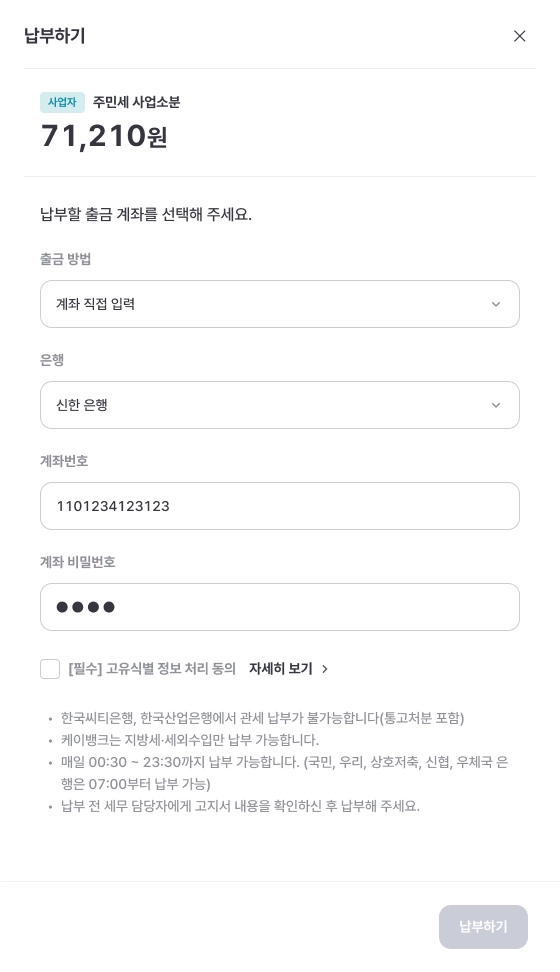 납부하기
사업자 주민세 사업소분
71,210원
납부할 출금 계좌를 선택해 주세요.
출금 방법
계좌 직접 입력
은행
신한 은행
계좌번호
1101234123123
계좌 비밀번호
●●●●
[필수] 고유식별 정보 처리 동의 자세히 보기
• 한국씨티은행, 한국산업은행에서 관세 납부가 불가능합니다(통고처분 포함)
• 케이뱅크는 지방세·세외수입만 납부 가능합니다.
• 매일 00:30 ~ 23:30까지 납부 가능합니다. (국민, 우리, 상호저축, 신협, 우체국 은
행은 07:00부터 납부 가능)
• 납부 전 세무 담당자에게 고지서 내용을 확인하신 후 납부해 주세요.
납부하기